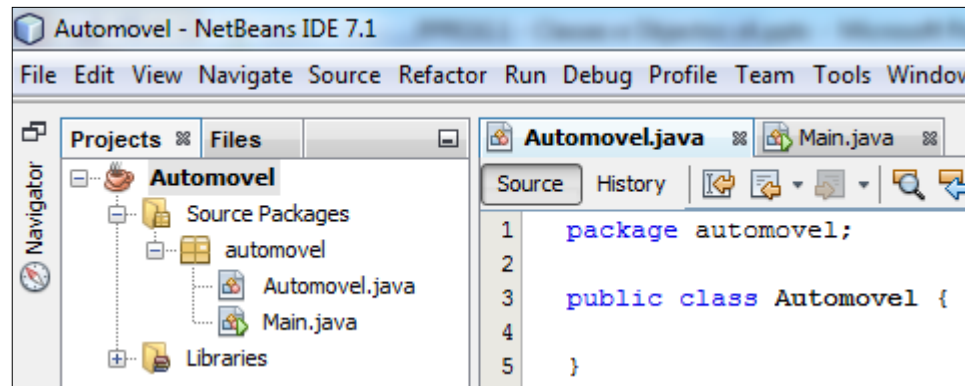 Automovel - NetBeans IDE 7.1
File Edit View Navigate Source Refactor Run Debug Profile Team Tools Window
Navigator
Projects Files
Automovel
Source Packages
automovel
Automovel.java
Main.java
Libraries
Automovel.java Main.java
Source History
1 package automovel;
2
3 public class Automovel {
4
5 }